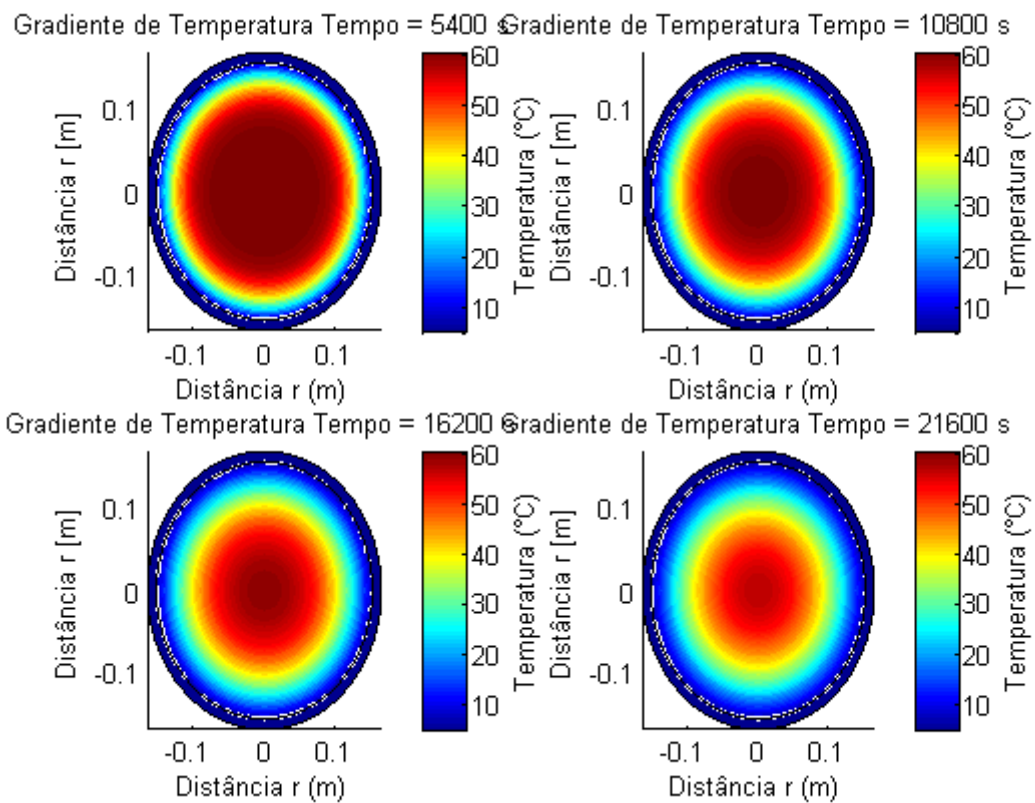 Gradiente de Temperatura Tempo = 5400 s
0.1
0
-0.1
Distância r [m]
-0.1 0 0.1
Distância r (m)
60
50
40
30
20
10
Temperatura (°C)
Gradiente de Temperatura Tempo = 10800 s
0.1
0
-0.1
Distância r [m]
-0.1 0 0.1
Distância r (m)
60
50
40
30
20
10
Temperatura (°C)
Gradiente de Temperatura Tempo = 16200 s
0.1
0
-0.1
Distância r [m]
-0.1 0 0.1
Distância r (m)
60
50
40
30
20
10
Temperatura (°C)
Gradiente de Temperatura Tempo = 21600 s
0.1
0
-0.1
Distância r [m]
-0.1 0 0.1
Distância r (m)
60
50
40
30
20
10
Temperatura (°C)